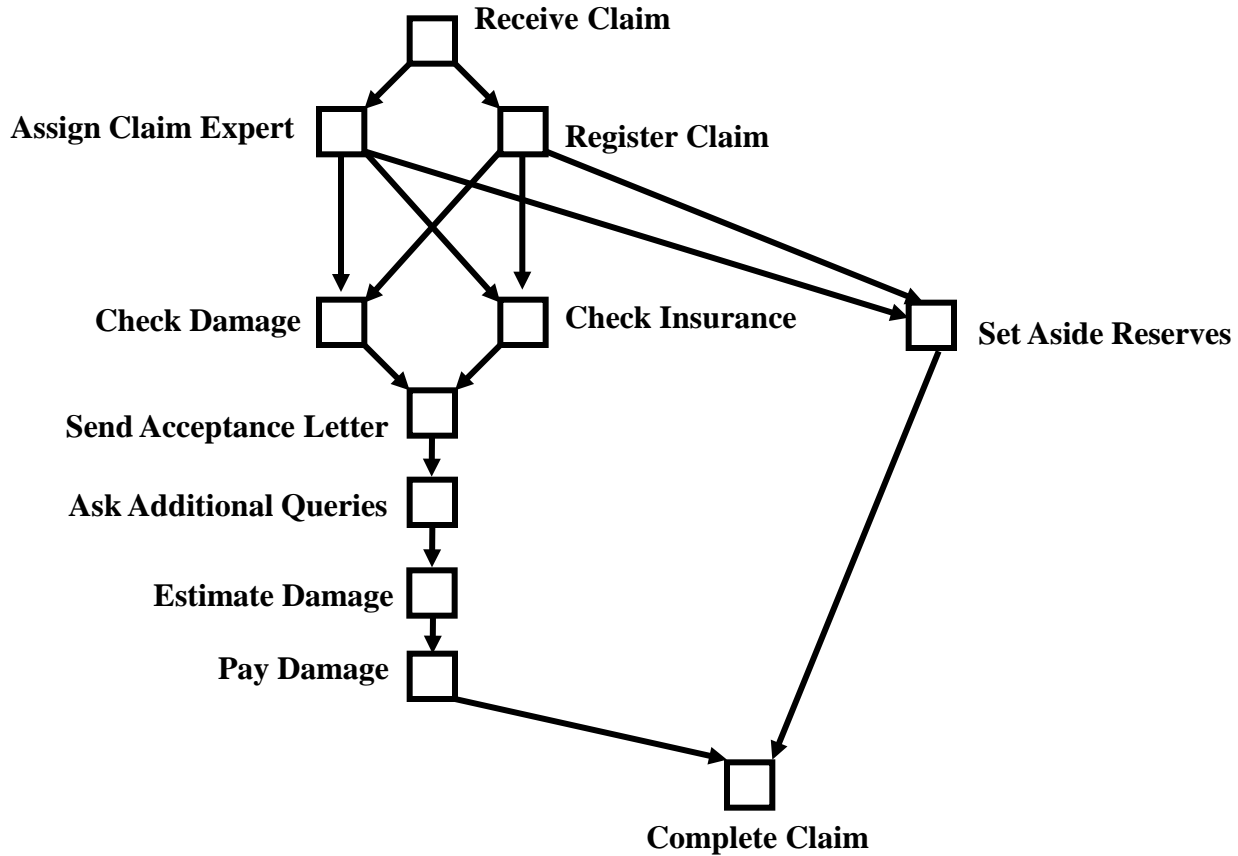 Receive Claim
Assign Claim Expert
Register Claim
Check Damage
Check Insurance
Set Aside Reserves
Send Acceptance Letter
Ask Additional Queries
Estimate Damage
Pay Damage
Complete Claim